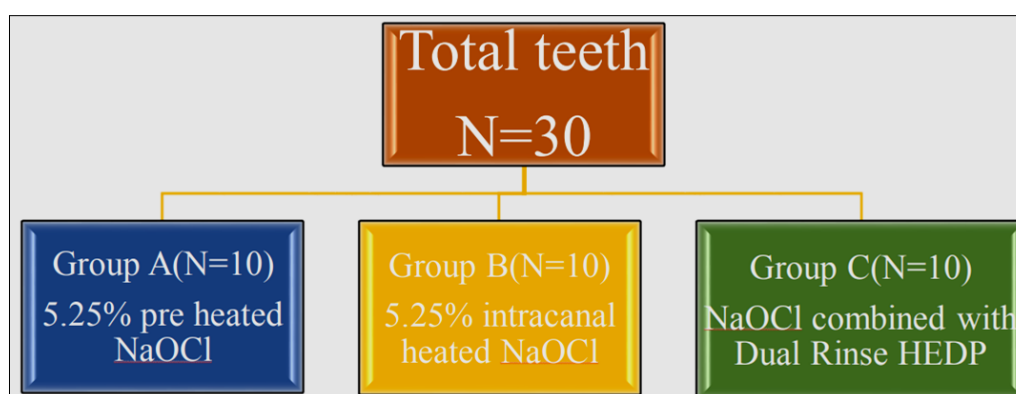 Total teeth
N=30
Group A(N=10)
5.25% pre heated
NaOCl
Group B(N=10)
5.25% intracanal
heated NaOCl
Group C(N=10)
NaOCl combined with
Dual Rinse HEDP